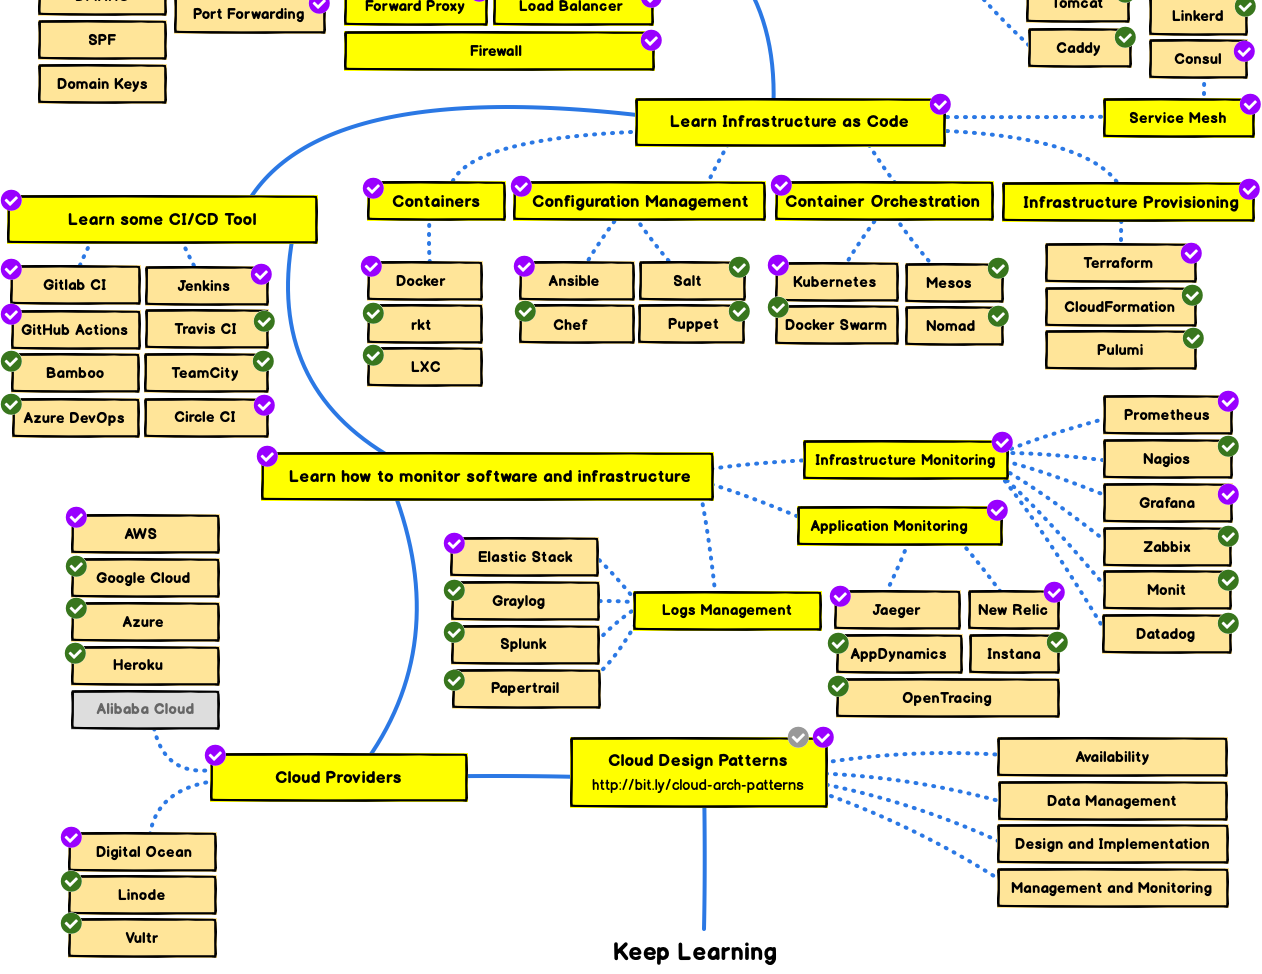 Port Forwarding
Forward Proxy
Load Balancer
Tomcat
Linkerd
SPF
Firewall
Caddy
Consul
Domain Keys
Learn Infrastructure as Code
Service Mesh
Learn some CI/CD Tool
Containers
Configuration Management
Container Orchestration
Infrastructure Provisioning
Gitlab CI
Jenkins
GitHub Actions
Travis CI
Bamboo
TeamCity
Azure DevOps
Circle CI
Docker
rkt
LXC
Ansible
Salt
Chef
Puppet
Kubernetes
Mesos
Docker Swarm
Nomad
Terraform
CloudFormation
Pulumi
Learn how to monitor software and infrastructure
Infrastructure Monitoring
Application Monitoring
Prometheus
Nagios
Grafana
Zabbix
Monit
Datadog
AWS
Google Cloud
Azure
Heroku
Alibaba Cloud
Elastic Stack
Graylog
Splunk
Papertrail
Logs Management
Jaeger
New Relic
AppDynamics
Instana
OpenTracing
Cloud Providers
Cloud Design Patterns
http://bit.ly/cloud-arch-patterns
Availability
Data Management
Design and Implementation
Management and Monitoring
Digital Ocean
Linode
Vultr
Keep Learning